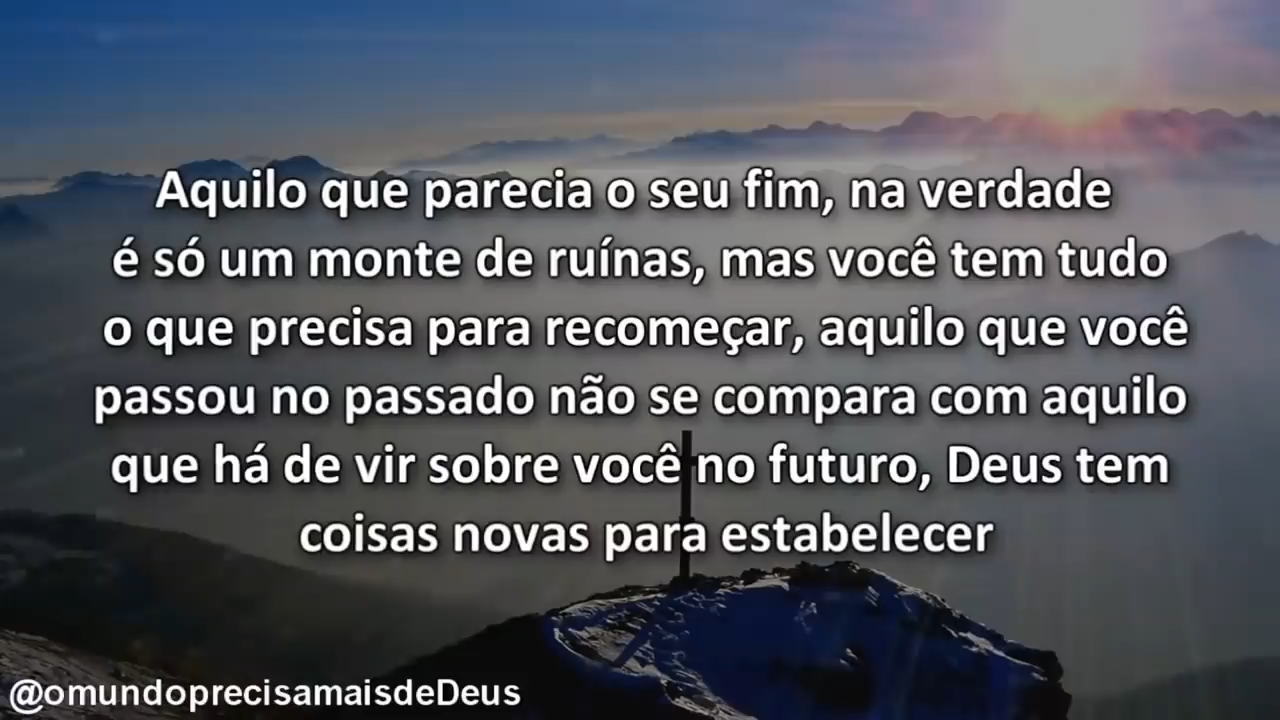 Aquilo que parecia o seu fim, na verdade
é só um monte de ruínas, mas você tem tudo
o que precisa para recomeçar, aquilo que você
passou no passado não se compara com aquilo
que há de vir sobre você no futuro, Deus tem
coisas novas para estabelecer
@omundoprecisamaisdeDeus